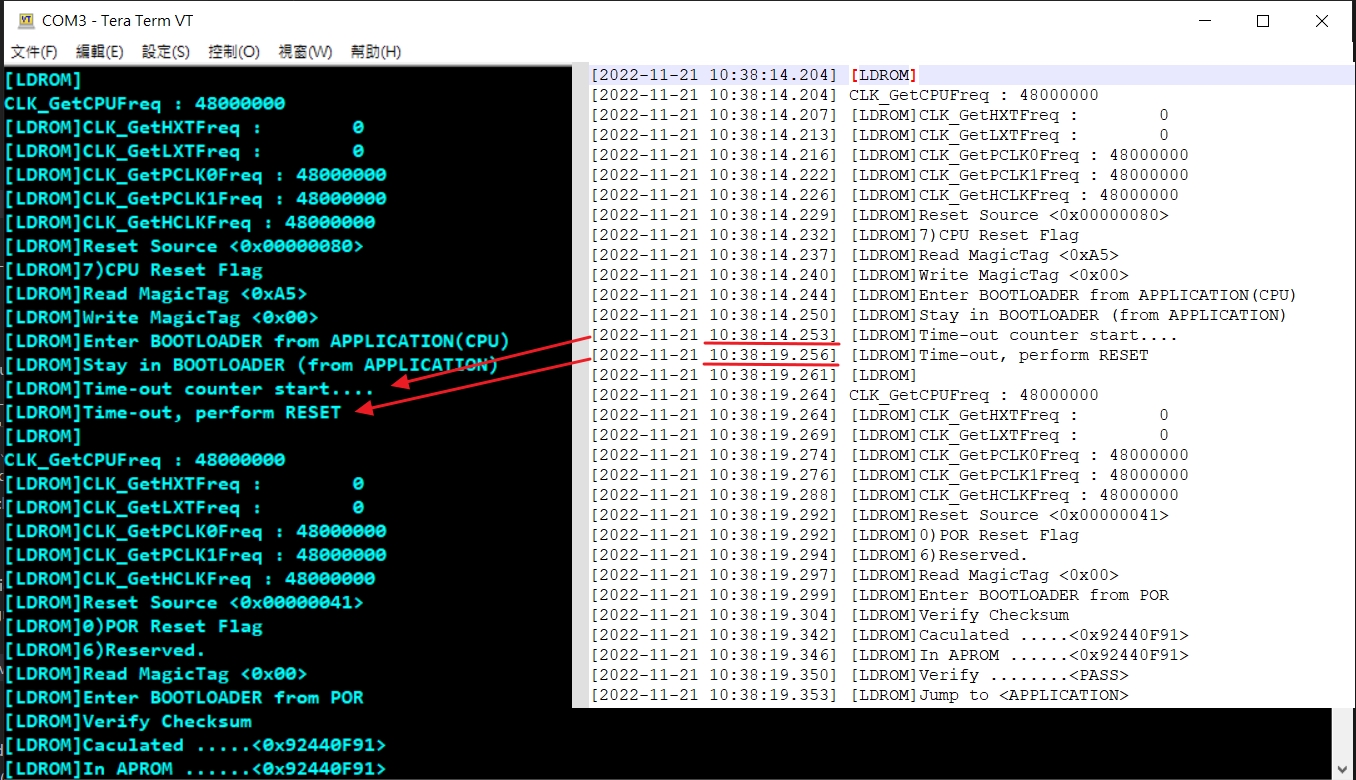 COM3 - Tera Term VT
文件(F) 編輯(E) 設定(S) 控制(O) 視窗(W) 幫助(H)
[LDROM]
CLK_GetCPUFreq : 48000000
[LDROM]CLK_GetHXTFreq :        0
[LDROM]CLK_GetLXTFreq :        0
[LDROM]CLK_GetPCLK0Freq : 48000000
[LDROM]CLK_GetPCLK1Freq : 48000000
[LDROM]CLK_GetHCLKFreq : 48000000
[LDROM]Reset Source <0x00000080>
[LDROM]7)CPU Reset Flag
[LDROM]Read MagicTag <0xA5>
[LDROM]Write MagicTag <0x00>
[LDROM]Enter BOOTLOADER from APPLICATION(CPU)
[LDROM]Stay in BOOTLOADER (from APPLICATION)
[LDROM]Time-out counter start....
[LDROM]Time-out, perform RESET
[LDROM]
CLK_GetCPUFreq : 48000000
[LDROM]CLK_GetHXTFreq :        0
[LDROM]CLK_GetLXTFreq :        0
[LDROM]CLK_GetPCLK0Freq : 48000000
[LDROM]CLK_GetPCLK1Freq : 48000000
[LDROM]CLK_GetHCLKFreq : 48000000
[LDROM]Reset Source <0x00000041>
[LDROM]0)POR Reset Flag
[LDROM]6)Reserved.
[LDROM]Read MagicTag <0x00>
[LDROM]Enter BOOTLOADER from POR
[LDROM]Verify Checksum
[LDROM]Caculated .....<0x92440F91>
[LDROM]In APROM ......<0x92440F91>
[2022-11-21 10:38:14.204] [LDROM]
[2022-11-21 10:38:14.204] CLK_GetCPUFreq : 48000000
[2022-11-21 10:38:14.207] [LDROM]CLK_GetHXTFreq :        0
[2022-11-21 10:38:14.213] [LDROM]CLK_GetLXTFreq :        0
[2022-11-21 10:38:14.216] [LDROM]CLK_GetPCLK0Freq : 48000000
[2022-11-21 10:38:14.222] [LDROM]CLK_GetPCLK1Freq : 48000000
[2022-11-21 10:38:14.226] [LDROM]CLK_GetHCLKFreq : 48000000
[2022-11-21 10:38:14.229] [LDROM]Reset Source <0x00000080>
[2022-11-21 10:38:14.232] [LDROM]7)CPU Reset Flag
[2022-11-21 10:38:14.237] [LDROM]Read MagicTag <0xA5>
[2022-11-21 10:38:14.240] [LDROM]Write MagicTag <0x00>
[2022-11-21 10:38:14.244] [LDROM]Enter BOOTLOADER from APPLICATION(CPU)
[2022-11-21 10:38:14.250] [LDROM]Stay in BOOTLOADER (from APPLICATION)
[2022-11-21 10:38:14.253] [LDROM]Time-out counter start....
[2022-11-21 10:38:19.256] [LDROM]Time-out, perform RESET
[2022-11-21 10:38:19.261] [LDROM]
[2022-11-21 10:38:19.264] CLK_GetCPUFreq : 48000000
[2022-11-21 10:38:19.264] [LDROM]CLK_GetHXTFreq :        0
[2022-11-21 10:38:19.269] [LDROM]CLK_GetLXTFreq :        0
[2022-11-21 10:38:19.274] [LDROM]CLK_GetPCLK0Freq : 48000000
[2022-11-21 10:38:19.276] [LDROM]CLK_GetPCLK1Freq : 48000000
[2022-11-21 10:38:19.288] [LDROM]CLK_GetHCLKFreq : 48000000
[2022-11-21 10:38:19.292] [LDROM]Reset Source <0x00000041>
[2022-11-21 10:38:19.292] [LDROM]0)POR Reset Flag
[2022-11-21 10:38:19.294] [LDROM]6)Reserved.
[2022-11-21 10:38:19.297] [LDROM]Read MagicTag <0x00>
[2022-11-21 10:38:19.299] [LDROM]Enter BOOTLOADER from POR
[2022-11-21 10:38:19.304] [LDROM]Verify Checksum
[2022-11-21 10:38:19.342] [LDROM]Caculated .....<0x92440F91>
[2022-11-21 10:38:19.346] [LDROM]In APROM ......<0x92440F91>
[2022-11-21 10:38:19.350] [LDROM]Verify ........<PASS>
[2022-11-21 10:38:19.353] [LDROM]Jump to <APPLICATION>